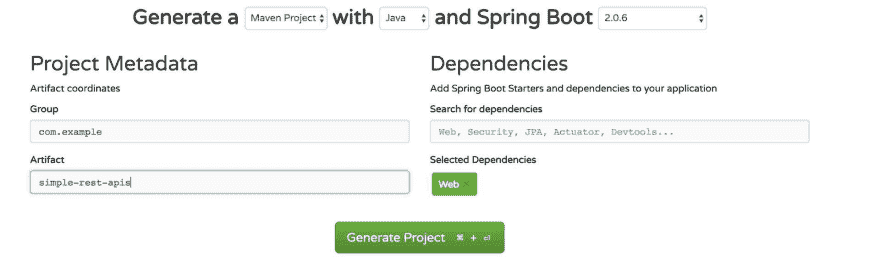 Generate a Maven Project with Java and Spring Boot 2.0.6
Project Metadata
Artifact coordinates
Group
com.example
Artifact
simple-rest-apis
Dependencies
Add Spring Boot Starters and dependencies to your application
Search for dependencies
Web, Security, JPA, Actuator, Devtools...
Selected Dependencies
Web ×
Generate Project ⌘ + ⏎